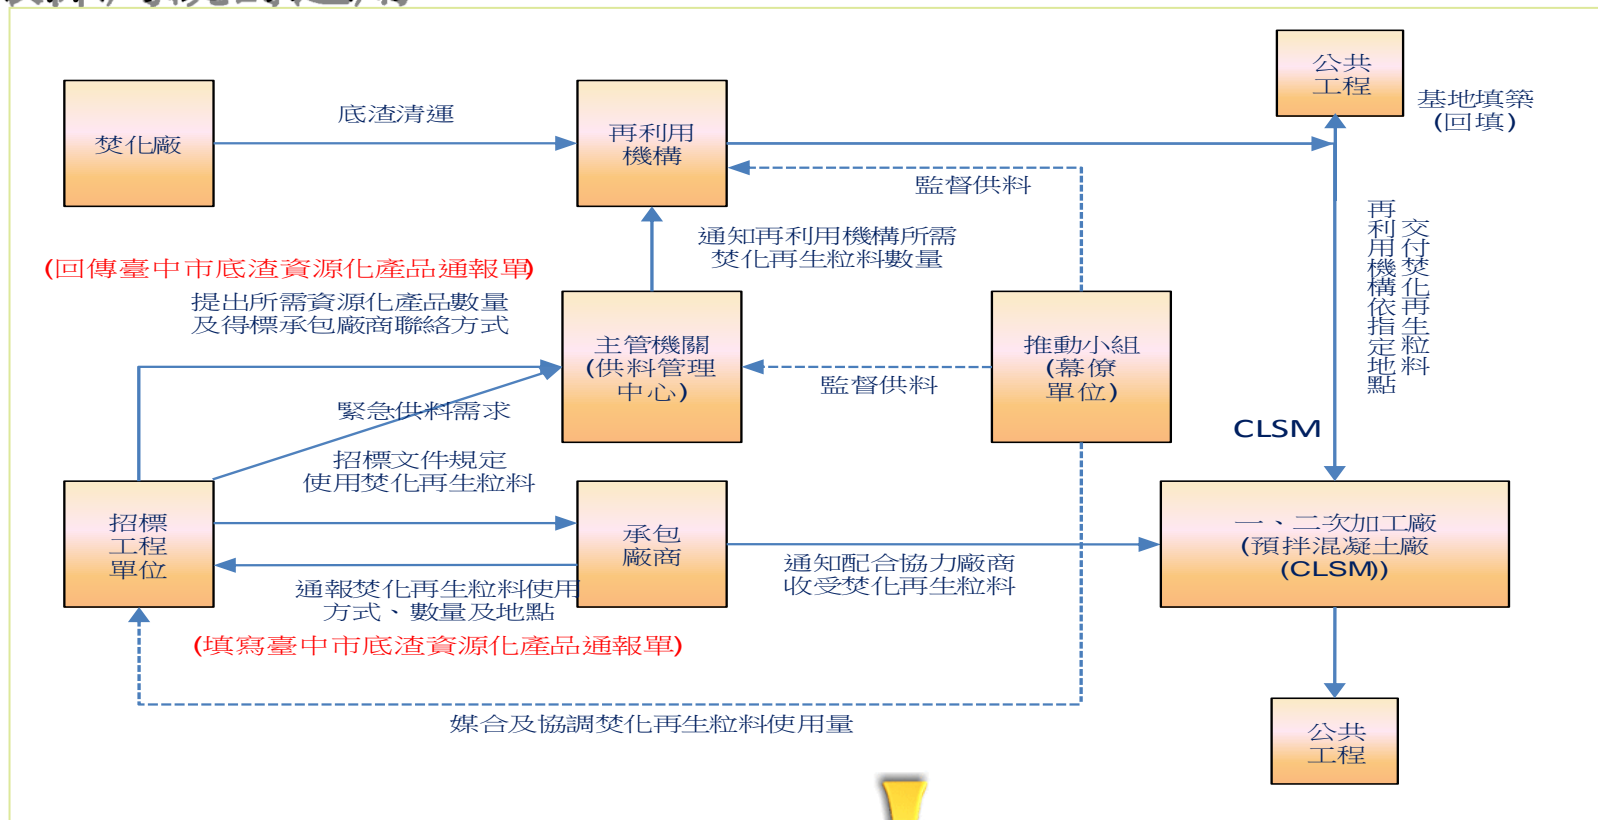 焚化廠
底渣清運
再利用
機構
公共
工程
基地填築
(回填)
監督供料
通知再利用機構所需
焚化再生粒料數量
再利用機構依指定地點
交付焚化再生粒料
(回傳臺中市底渣資源化產品通報單)
提出所需資源化產品數量
及得標承包廠商聯絡方式
主管機關
(供料管理
中心)
監督供料
推動小組
(幕僚
單位)
緊急供料需求
CLSM
招標文件規定
使用焚化再生粒料
招標
工程
單位
承包
廠商
通知配合協力廠商
收受焚化再生粒料
一、二次加工廠
(預拌混凝土廠
(CLSM))
通報焚化再生粒料使用
方式、數量及地點
(填寫臺中市底渣資源化產品通報單)
媒合及協調焚化再生粒料使用量
公共
工程